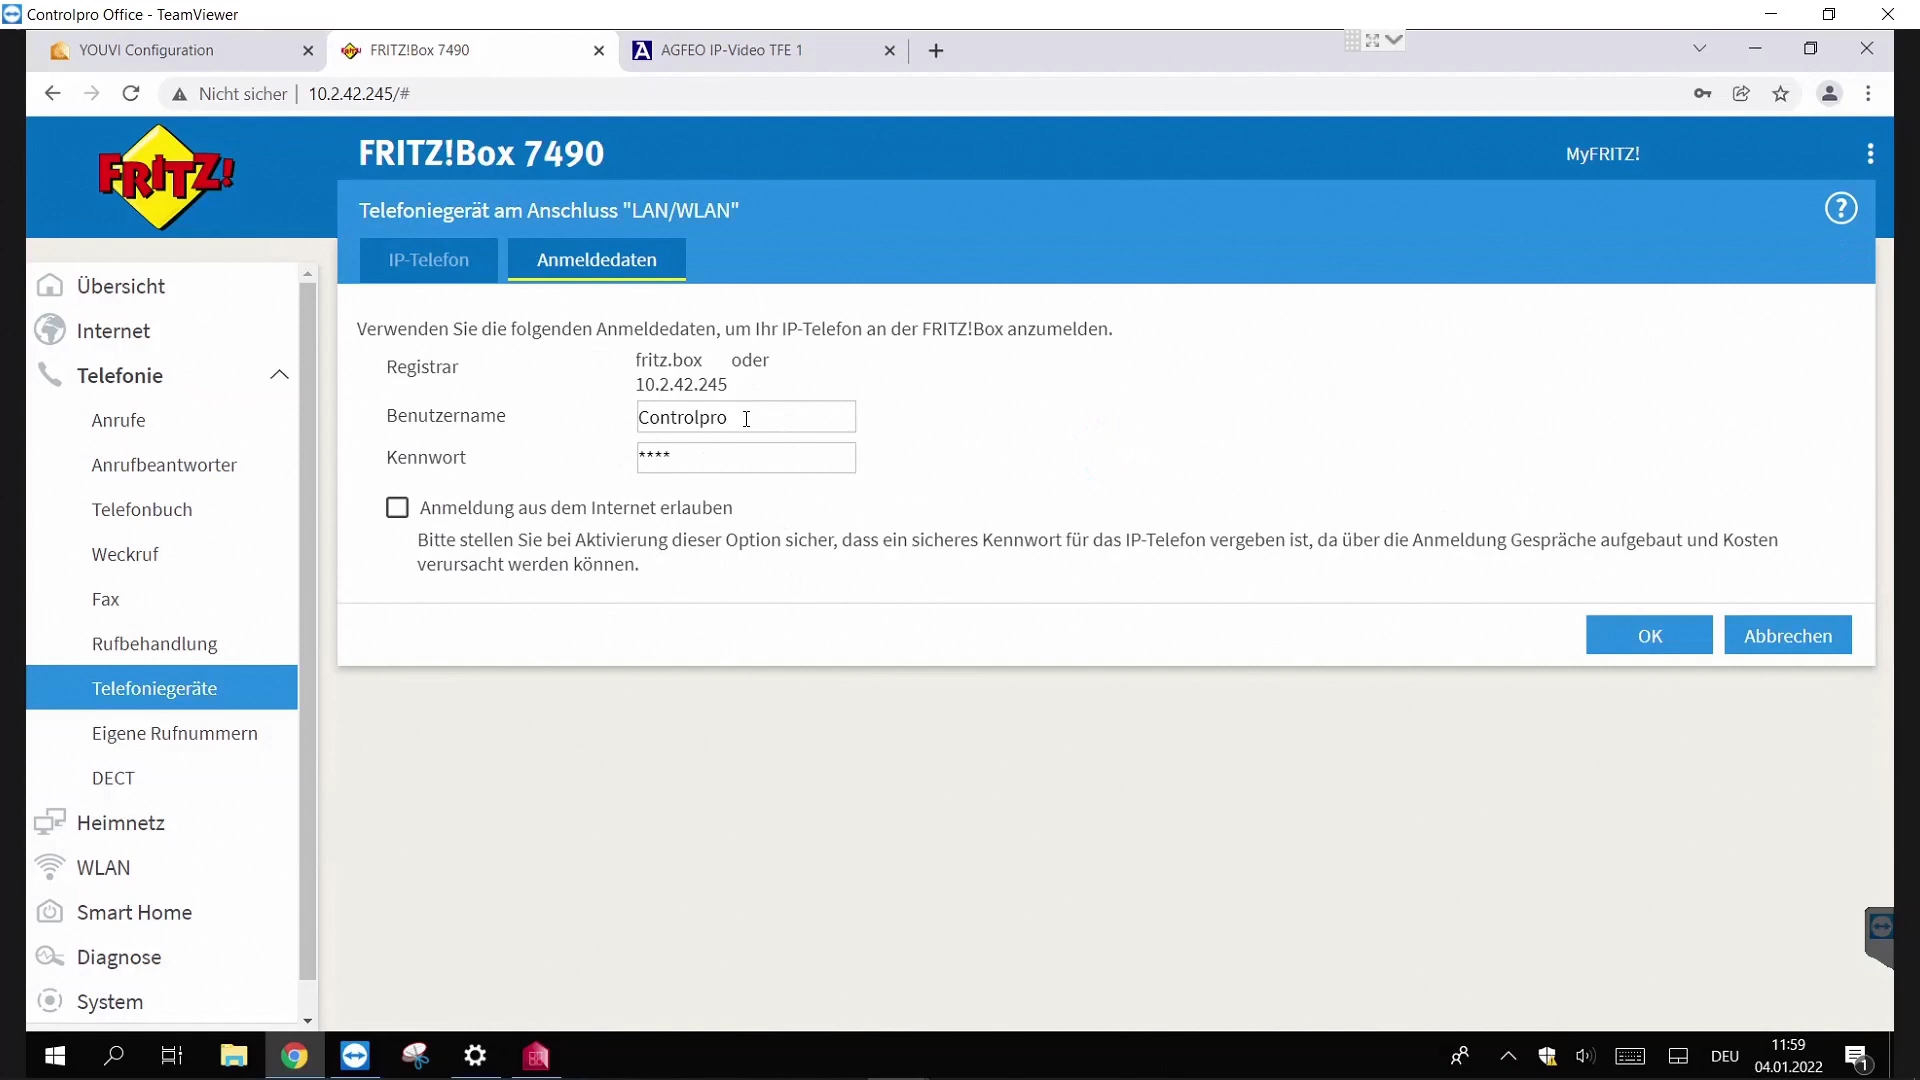 Controlpro Office - TeamViewer
YOUVI Configuration
FRITZ!Box 7490
AGFEO IP-Video TFE 1
Nicht sicher
10.2.42.245/#
FRITZ!
FRITZ!Box 7490
MyFRITZ!
Telefoniegerät am Anschluss "LAN/WLAN"
IP-Telefon
Anmeldedaten
Übersicht
Internet
Telefonie
Anrufe
Anrufbeantworter
Telefonbuch
Weckruf
Fax
Rufbehandlung
Telefoniegeräte
Eigene Rufnummern
DECT
Heimnetz
WLAN
Smart Home
Diagnose
System
Verwenden Sie die folgenden Anmeldedaten, um Ihr IP-Telefon an der FRITZ!Box anzumelden.
Registrar
fritz.box oder
10.2.42.245
Benutzername
Controlpro
Kennwort
****
Anmeldung aus dem Internet erlauben
Bitte stellen Sie bei Aktivierung dieser Option sicher, dass ein sicheres Kennwort für das IP-Telefon vergeben ist, da über die Anmeldung Gespräche aufgebaut und Kosten
verursacht werden können.
OK
Abbrechen
DEU
11:59
04.01.2022
1